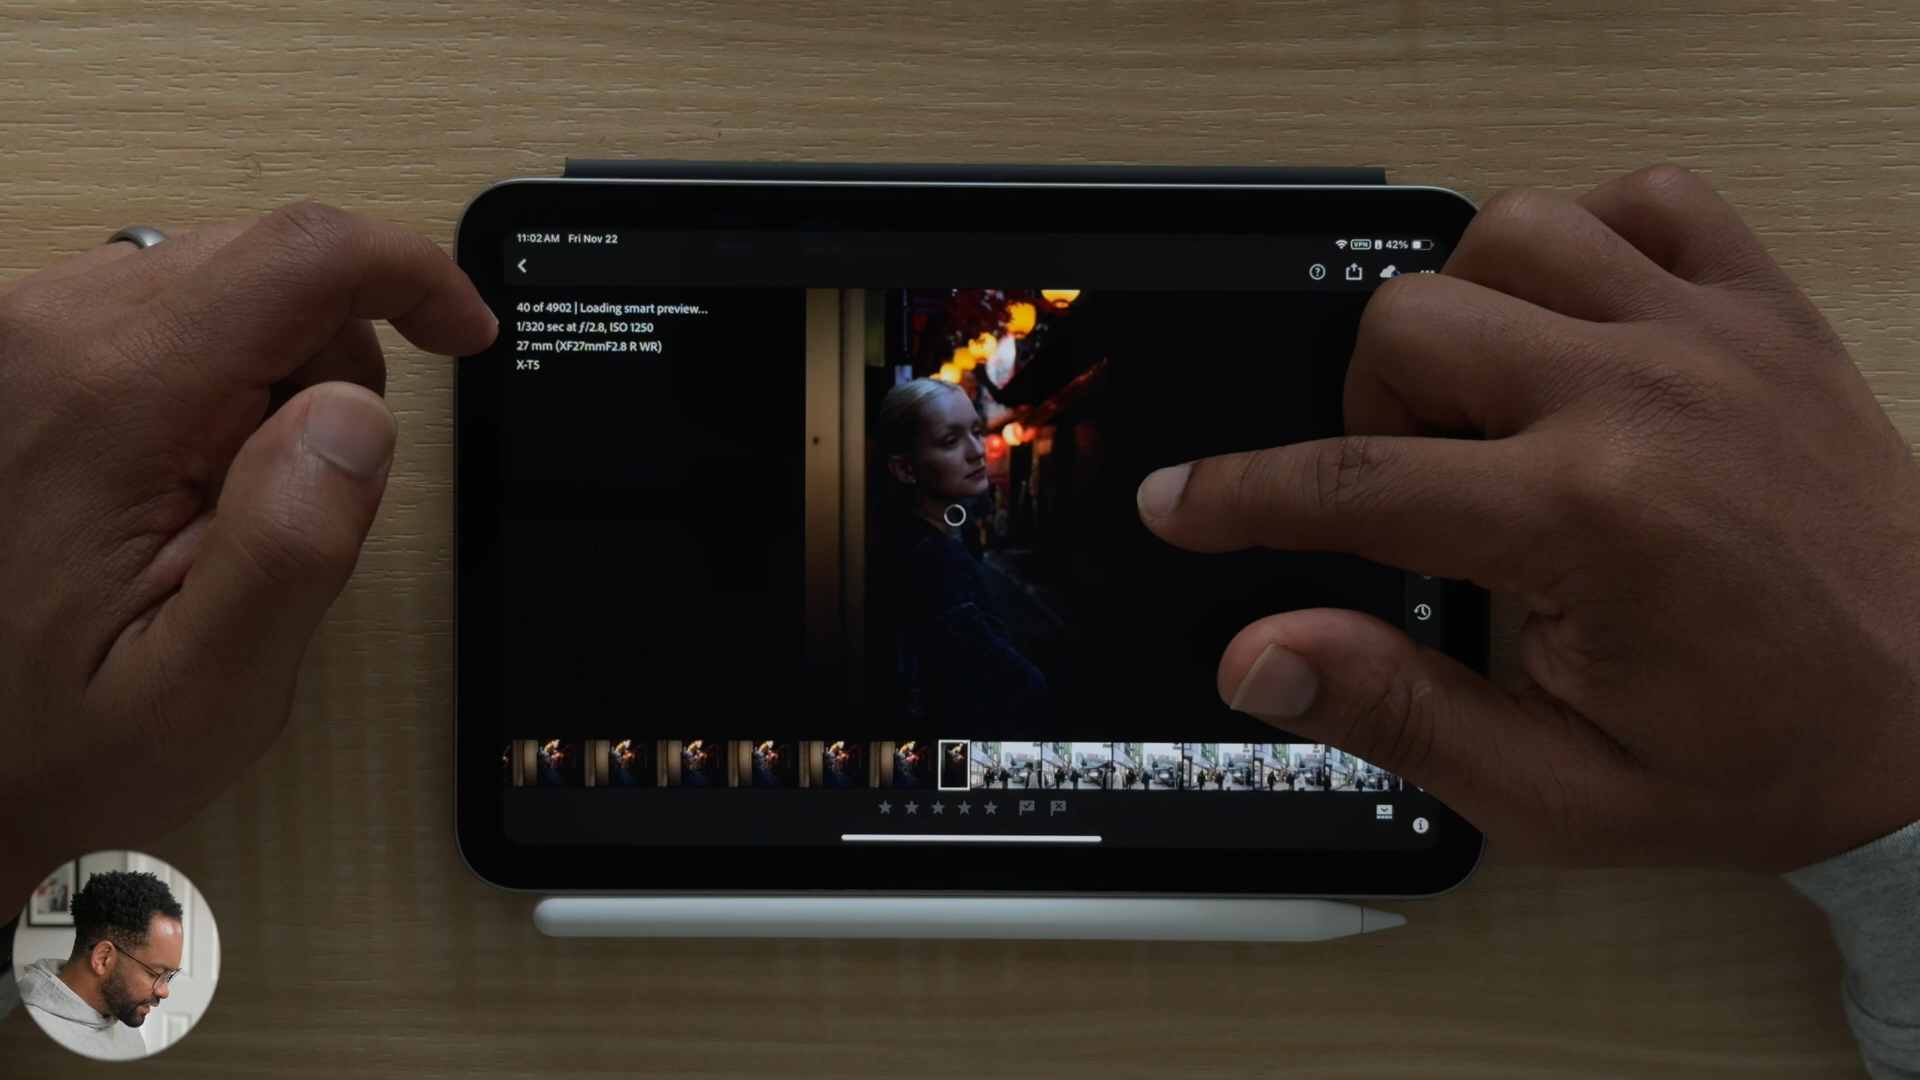 11:02 AM Fri Nov 22
VPN 42%
40 of 4902 | Loading smart preview...
1/320 sec at ƒ/2.8, ISO 1250
27 mm (XF27mmF2.8 R WR)
X-T5